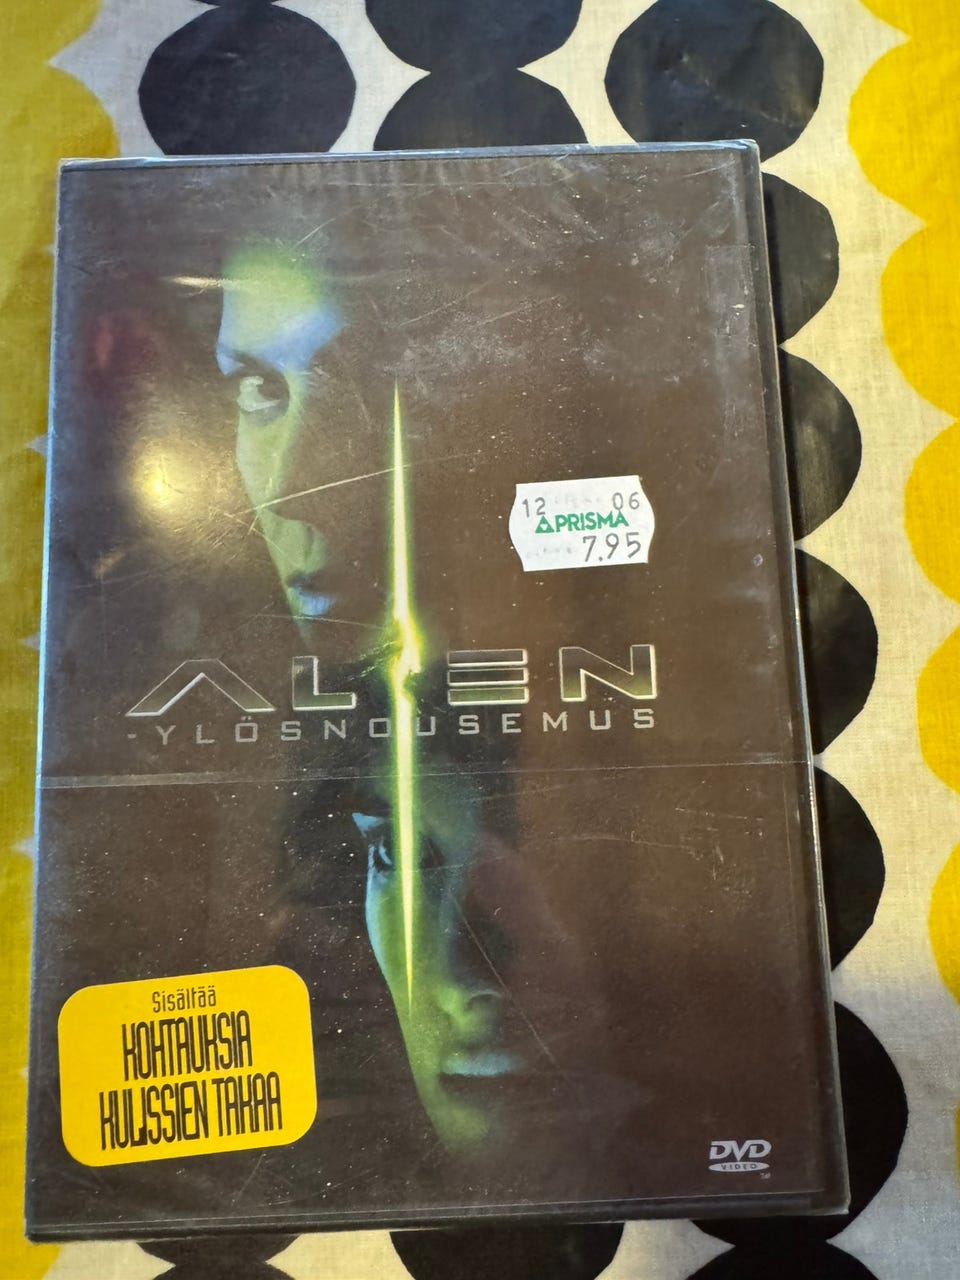 12 06
PRISMA
7.95
ALIEN
-YLÖSNOUSEMUS
Sisältää
KOHTAUKSIA
KULISSIEN TAKAA
DVD
VIDEO